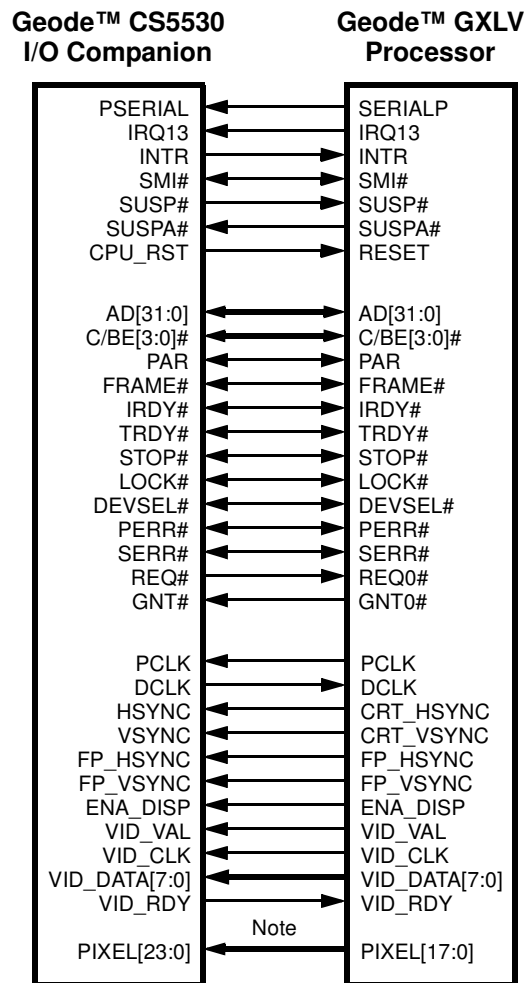 Geode™ CS5530 I/O Companion
Geode™ GXLV Processor
PSERIAL SERIALP
IRQ13 IRQ13
INTR INTR
SMI# SMI#
SUSP# SUSP#
SUSPA# SUSPA#
CPU_RST RESET
AD[31:0] AD[31:0]
C/BE[3:0]# C/BE[3:0]#
PAR PAR
FRAME# FRAME#
IRDY# IRDY#
TRDY# TRDY#
STOP# STOP#
LOCK# LOCK#
DEVSEL# DEVSEL#
PERR# PERR#
SERR# SERR#
REQ# REQ0#
GNT# GNT0#
PCLK PCLK
DCLK DCLK
HSYNC CRT_HSYNC
VSYNC CRT_VSYNC
FP_HSYNC FP_HSYNC
FP_VSYNC FP_VSYNC
ENA_DISP ENA_DISP
VID_VAL VID_VAL
VID_CLK VID_CLK
VID_DATA[7:0] VID_DATA[7:0]
VID_RDY VID_RDY
Note
PIXEL[23:0] PIXEL[17:0]